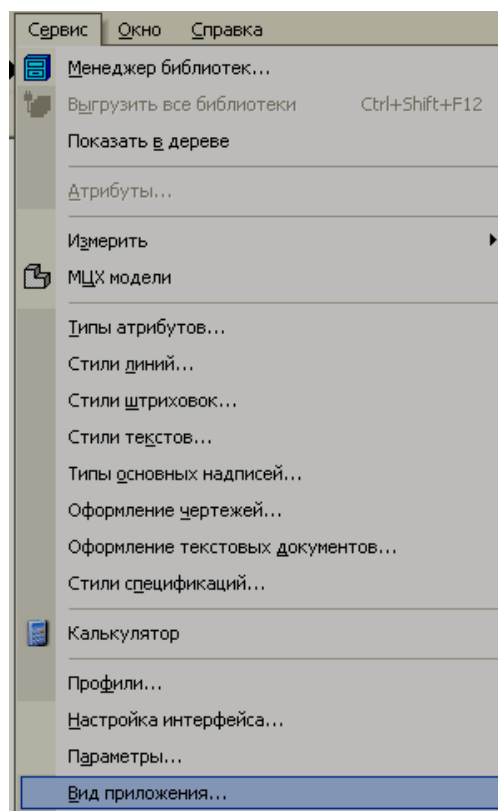 Сервис Окно Справка
Менеджер библиотек...
Выгрузить все библиотеки Ctrl+Shift+F12
Показать в дереве
Атрибуты...
Измерить
МЦХ модели
Типы атрибутов...
Стили линий...
Стили штриховок...
Стили текстов...
Типы основных надписей...
Оформление чертежей...
Оформление текстовых документов...
Стили спецификаций...
Калькулятор
Профили...
Настройка интерфейса...
Параметры...
Вид приложения...